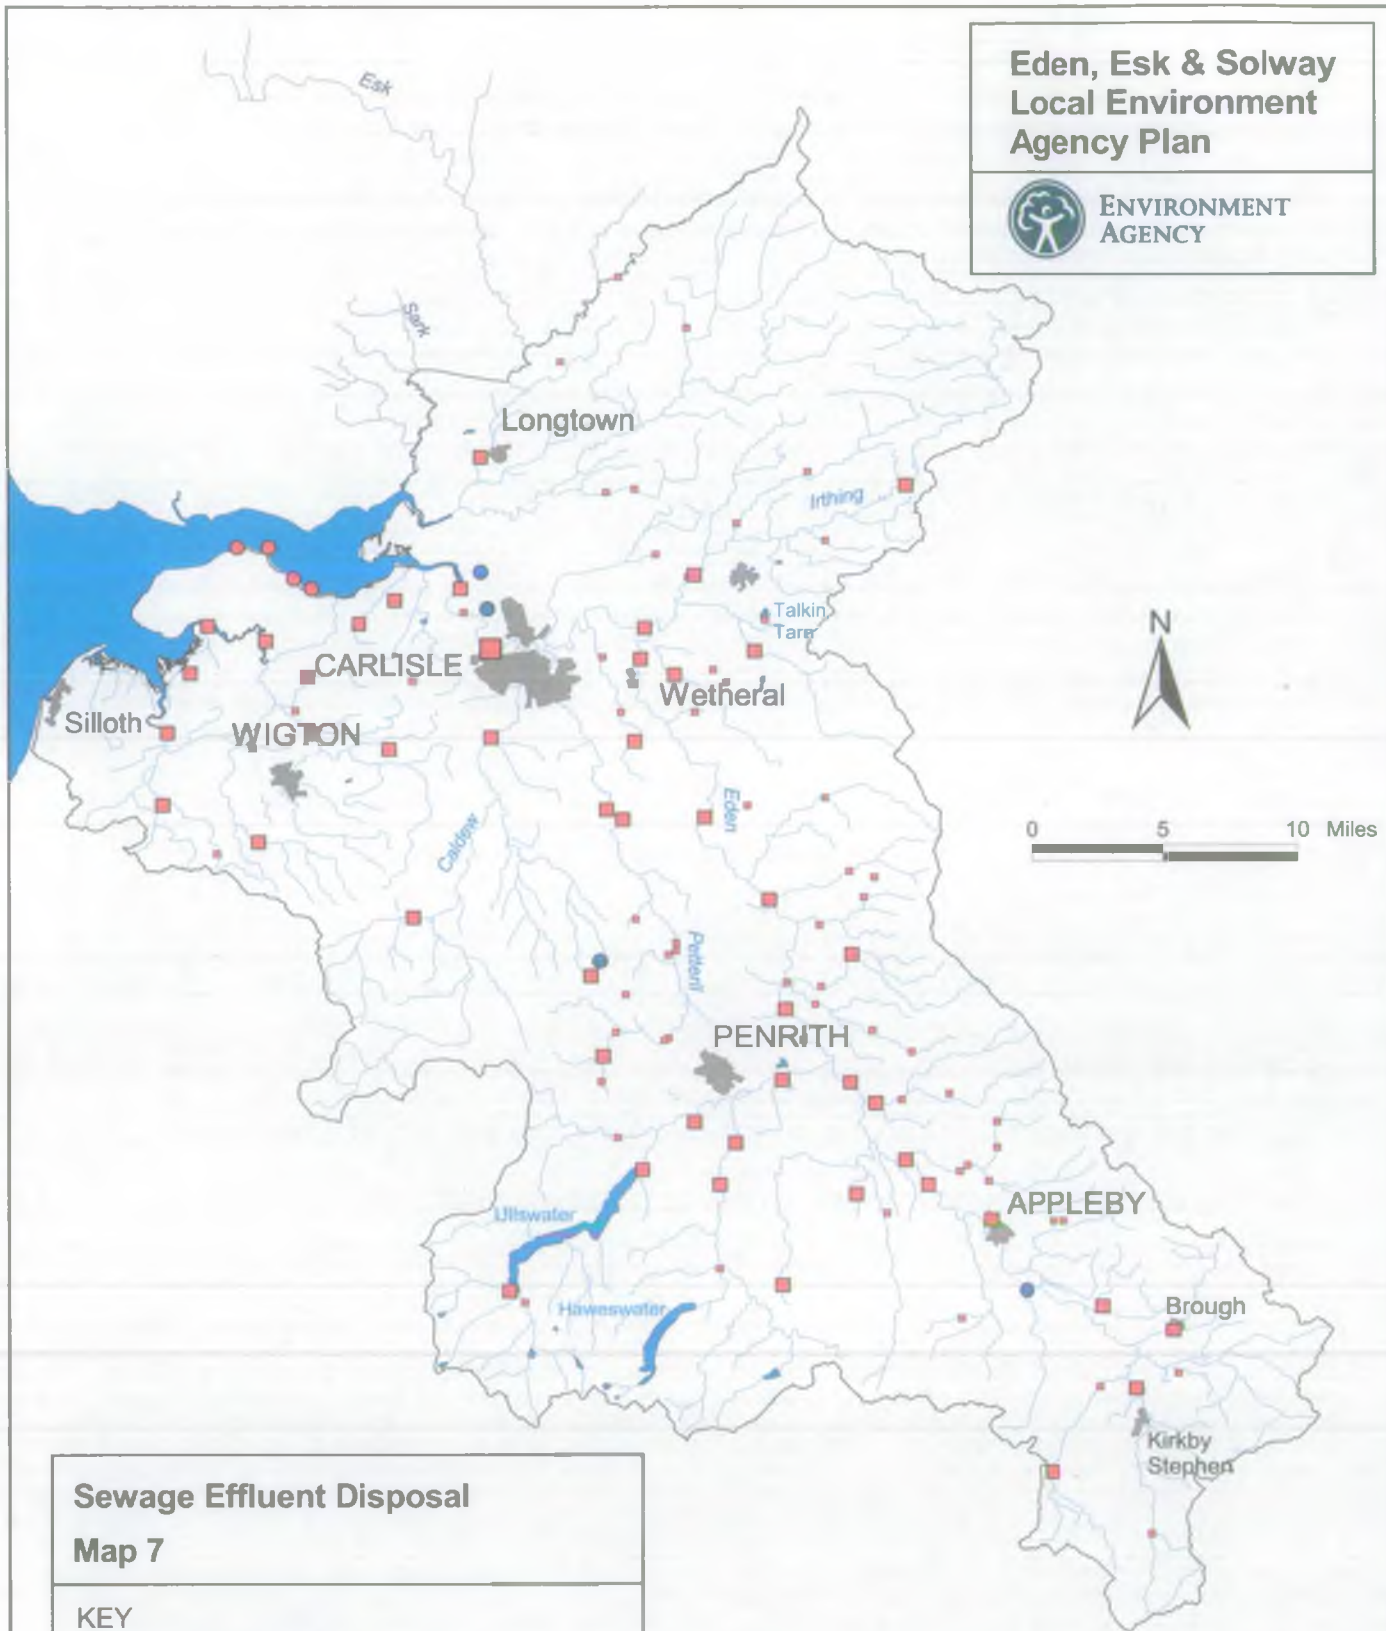 Eden, Esk & Solway
Local Environment
Agency Plan
ENVIRONMENT
AGENCY
Esk
Sark
Longtown
Irthing
Talkin
Tarn
N
CARLISLE
Wetheral
Silloth
WIGTON
Eden
0 5 10 Miles
Caldew
Petteril
PENRITH
Ullswater
APPLEBY
Haweswater
Brough
Kirkby
Stephen
Sewage Effluent Disposal
Map 7
KEY